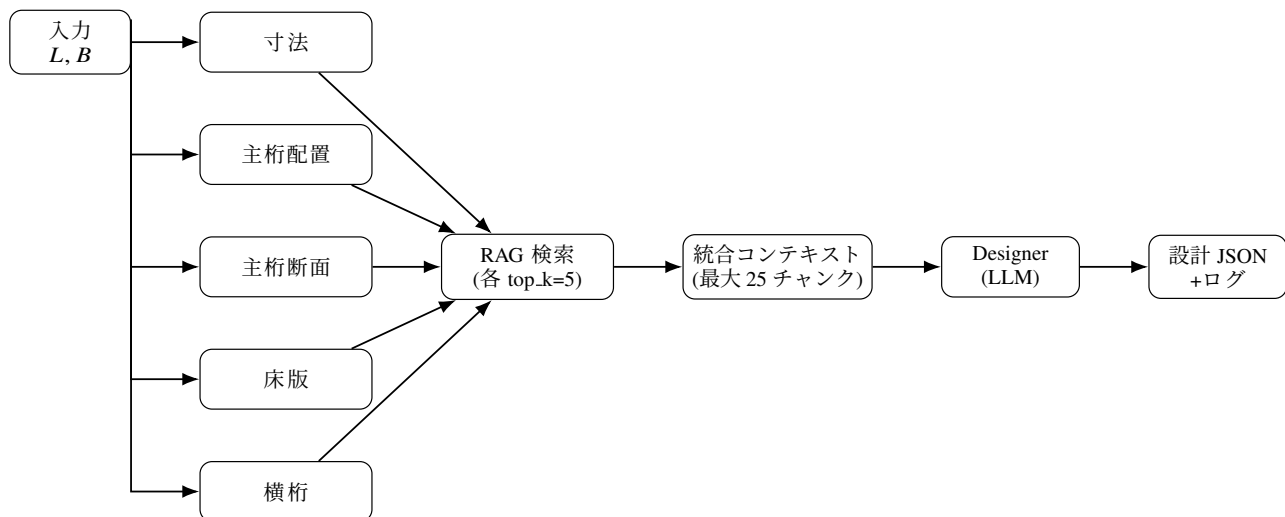 入力
L, B
寸法
主桁配置
主桁断面
床版
横桁
RAG 検索
(各 top_k=5)
統合コンテキスト
(最大 25 チャンク)
Designer
(LLM)
設計 JSON
+ログ